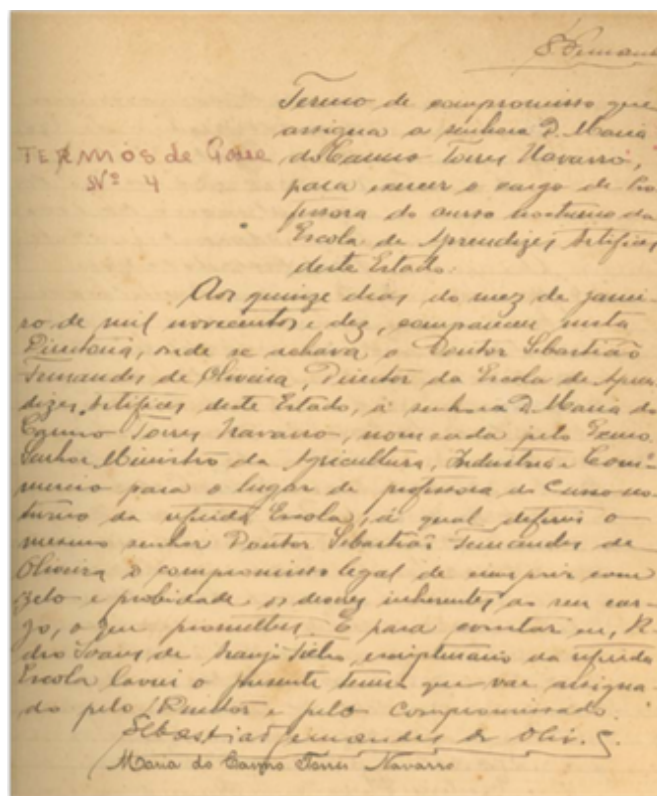 S. Fernandes
Termo de compromisso que
assigna a senhora D. Maria
do Carmo Torres Navarro,
TERMOS de Posse
Nº 4
para exercer o cargo de Pro
fessora do curso nocturno da
Escola de Aprendizes Artifices
deste Estado.
Aos quinze dias do mez de janei-
ro de mil novecentos e dez, compareceu nesta
Directoria, onde se achava o Doutor Sebastião
Fernandes de Oliveira, Director da Escola de Apren
dizes Artifices deste Estado, a senhora D. Maria do
Carmo Torres Navarro, nomeada pelo Exmo.
Senhor Ministro da Agricultura, Industria e Com-
mercio para o lugar de professora do Curso no-
cturno da referida Escola, a qual deferiu o
mesmo senhor Doutor Sebastião Fernandes de
Oliveira o compromisso legal de cumprir com
zelo e probidade os deveres inherentes ao seu car-
go, o que prometteu. E para constar eu,
Soares de Araujo Filho, escripturario da referida
Escola lavrei o presente termo que vae assigna-
do pelo Director e pelo compromissado.
Sebastião Fernandes de Oliv.
Maria do Carmo Torres Navarro